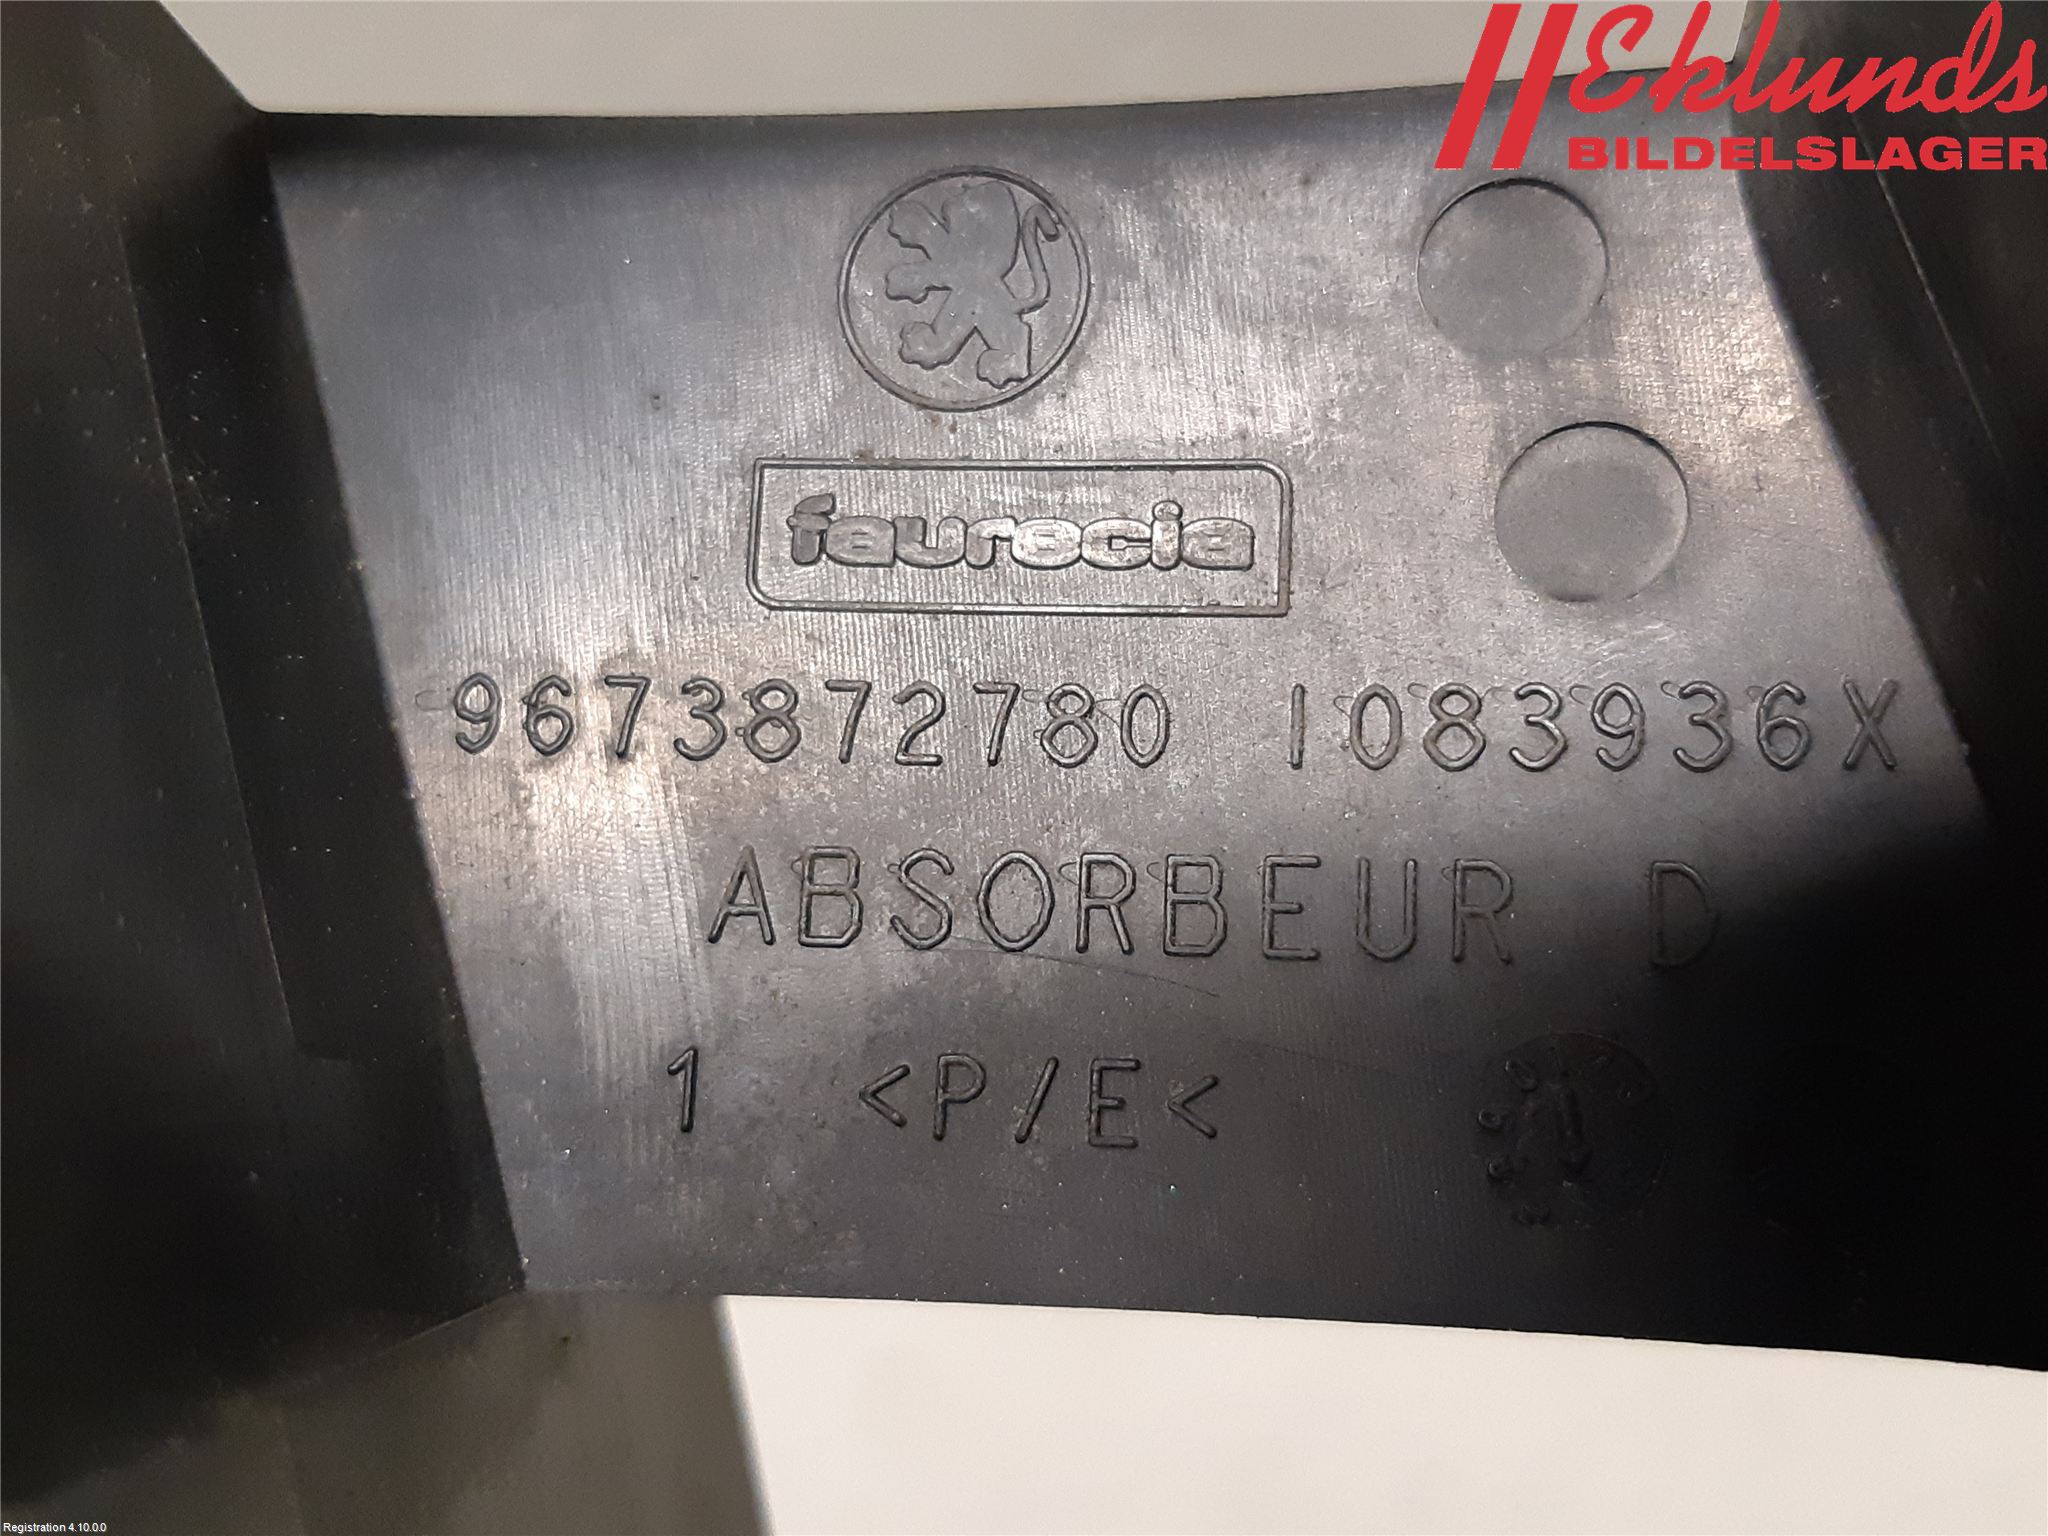 Eklunds
BILDELSLAGER
faurecia
9673872780 1083936X
ABSORBEUR D
1 <P/E<
Registration 4.10.0.0